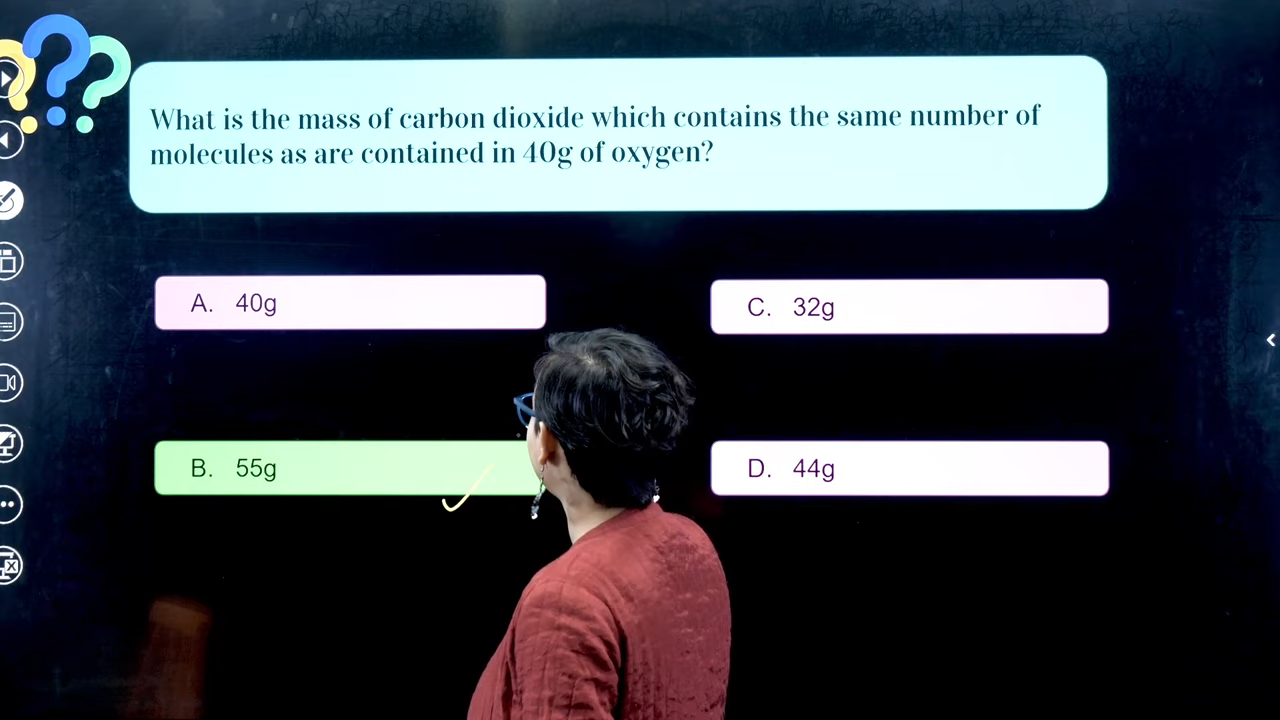 What is the mass of carbon dioxide which contains the same number of
molecules as are contained in 40g of oxygen?
A. 40g
C. 32g
B. 55g
D. 44g